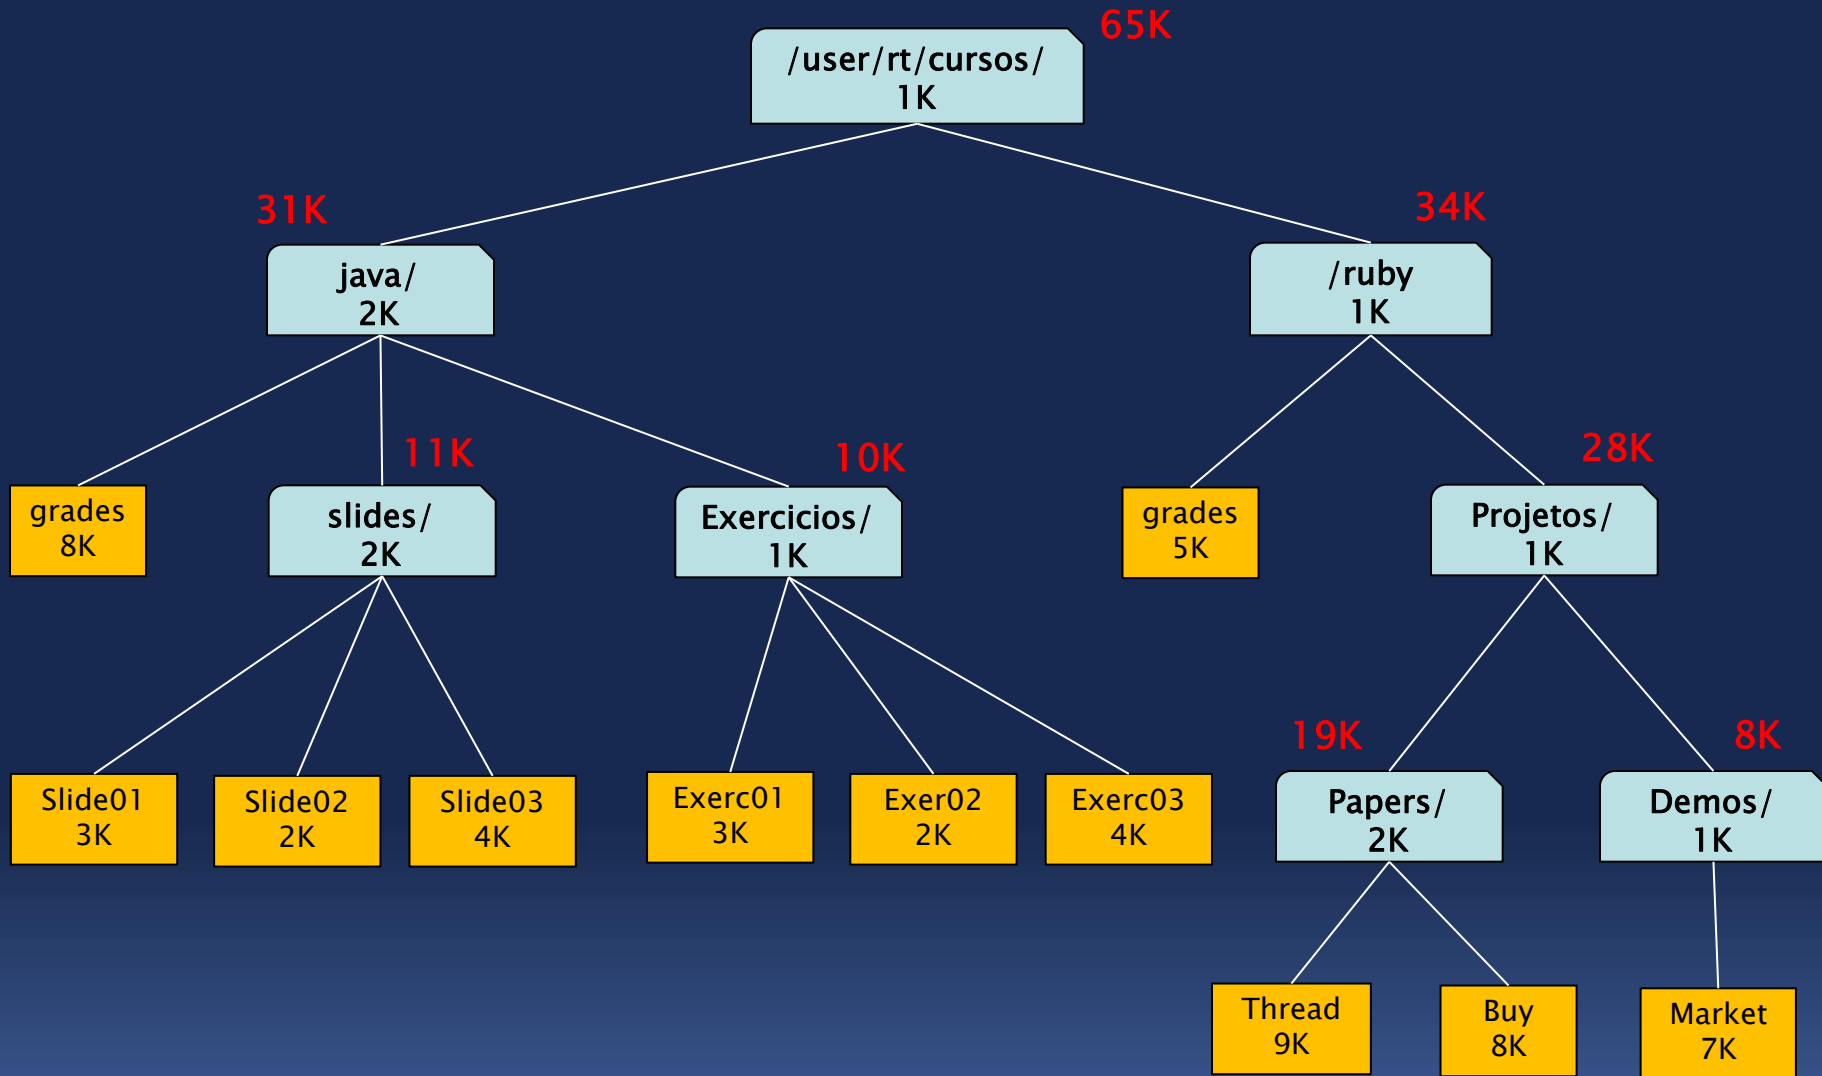 65K
/user/rt/cursos/
1K
31K
java/
2K
34K
/ruby
1K
grades
8K
11K
slides/
2K
10K
Exercicios/
1K
grades
5K
28K
Projetos/
1K
Slide01
3K
Slide02
2K
Slide03
4K
Exerc01
3K
Exer02
2K
Exerc03
4K
19K
Papers/
2K
8K
Demos/
1K
Thread
9K
Buy
8K
Market
7K